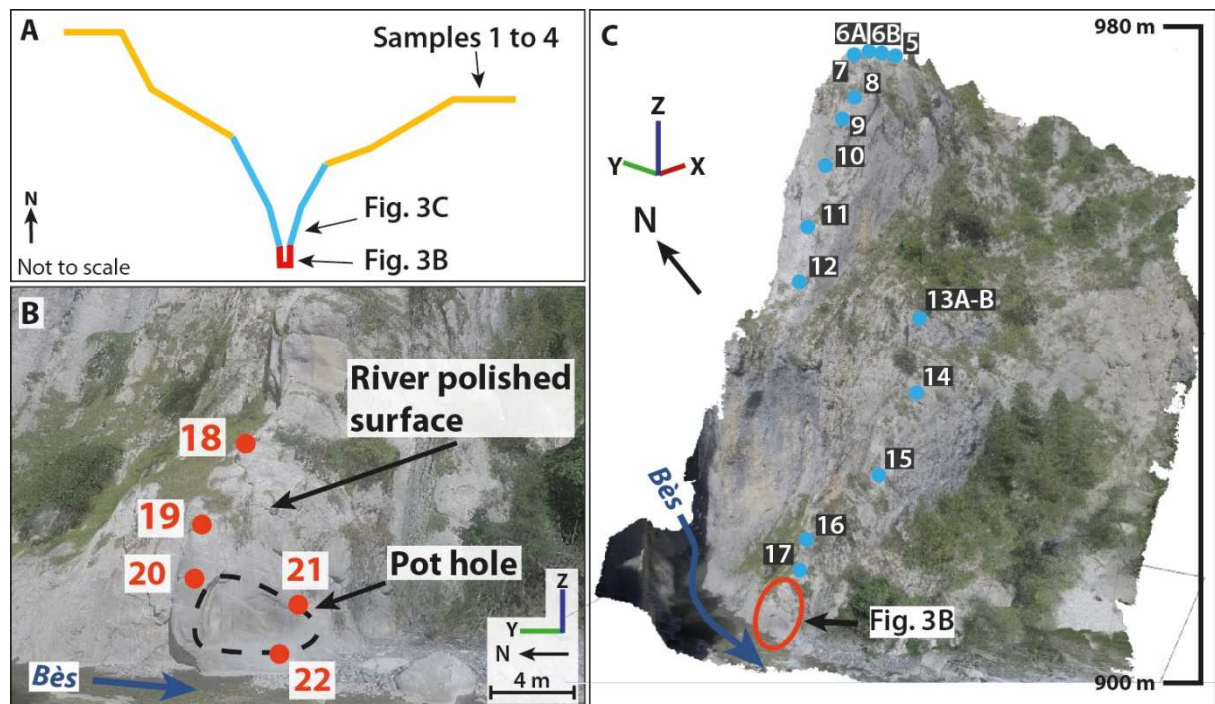 A
Samples 1 to 4
Fig. 3C
Fig. 3B
N
Not to scale
B
River polished
surface
18
19
20
21
Pot hole
22
Bès
Z
Y
N
4 m
C
980 m
6A 6B 5
7
8
9
10
11
12
13A-B
14
15
16
17
Z
Y
X
N
Bès
Fig. 3B
900 m